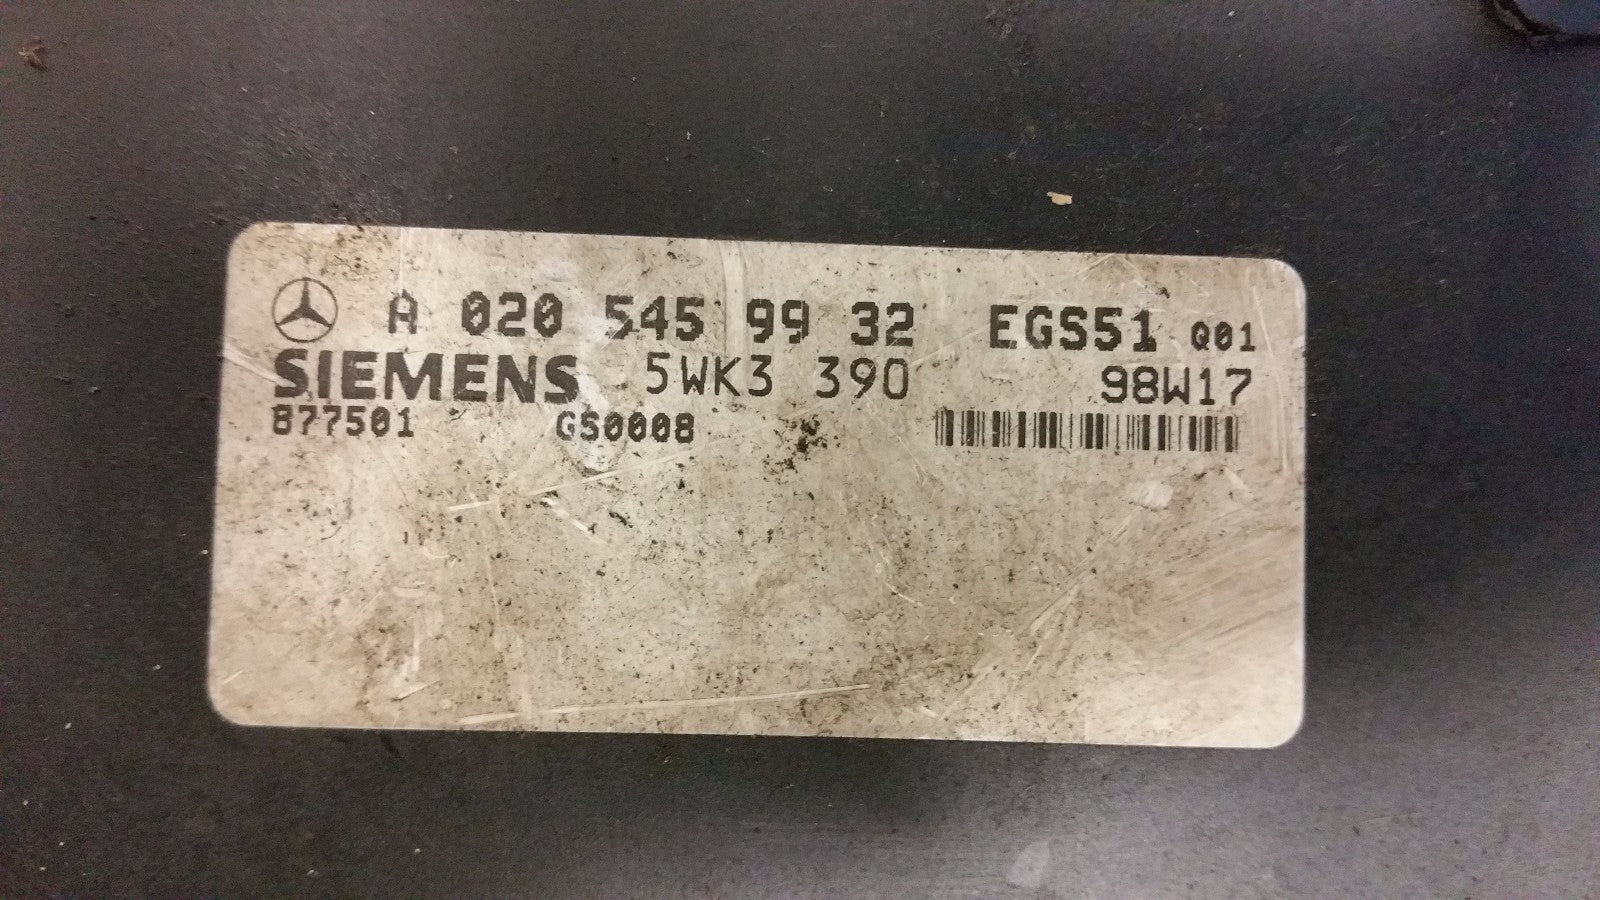 A 020 545 99 32 EGS51 Q01
SIEMENS 5WK3 390 98W17
877501 GS0008